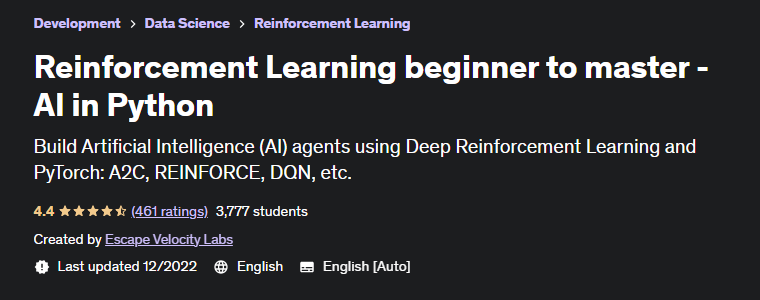 Development > Data Science > Reinforcement Learning
Reinforcement Learning beginner to master -
AI in Python
Build Artificial Intelligence (AI) agents using Deep Reinforcement Learning and
PyTorch: A2C, REINFORCE, DQN, etc.
4.4 (461 ratings) 3,777 students
Created by Escape Velocity Labs
Last updated 12/2022 English English [Auto]